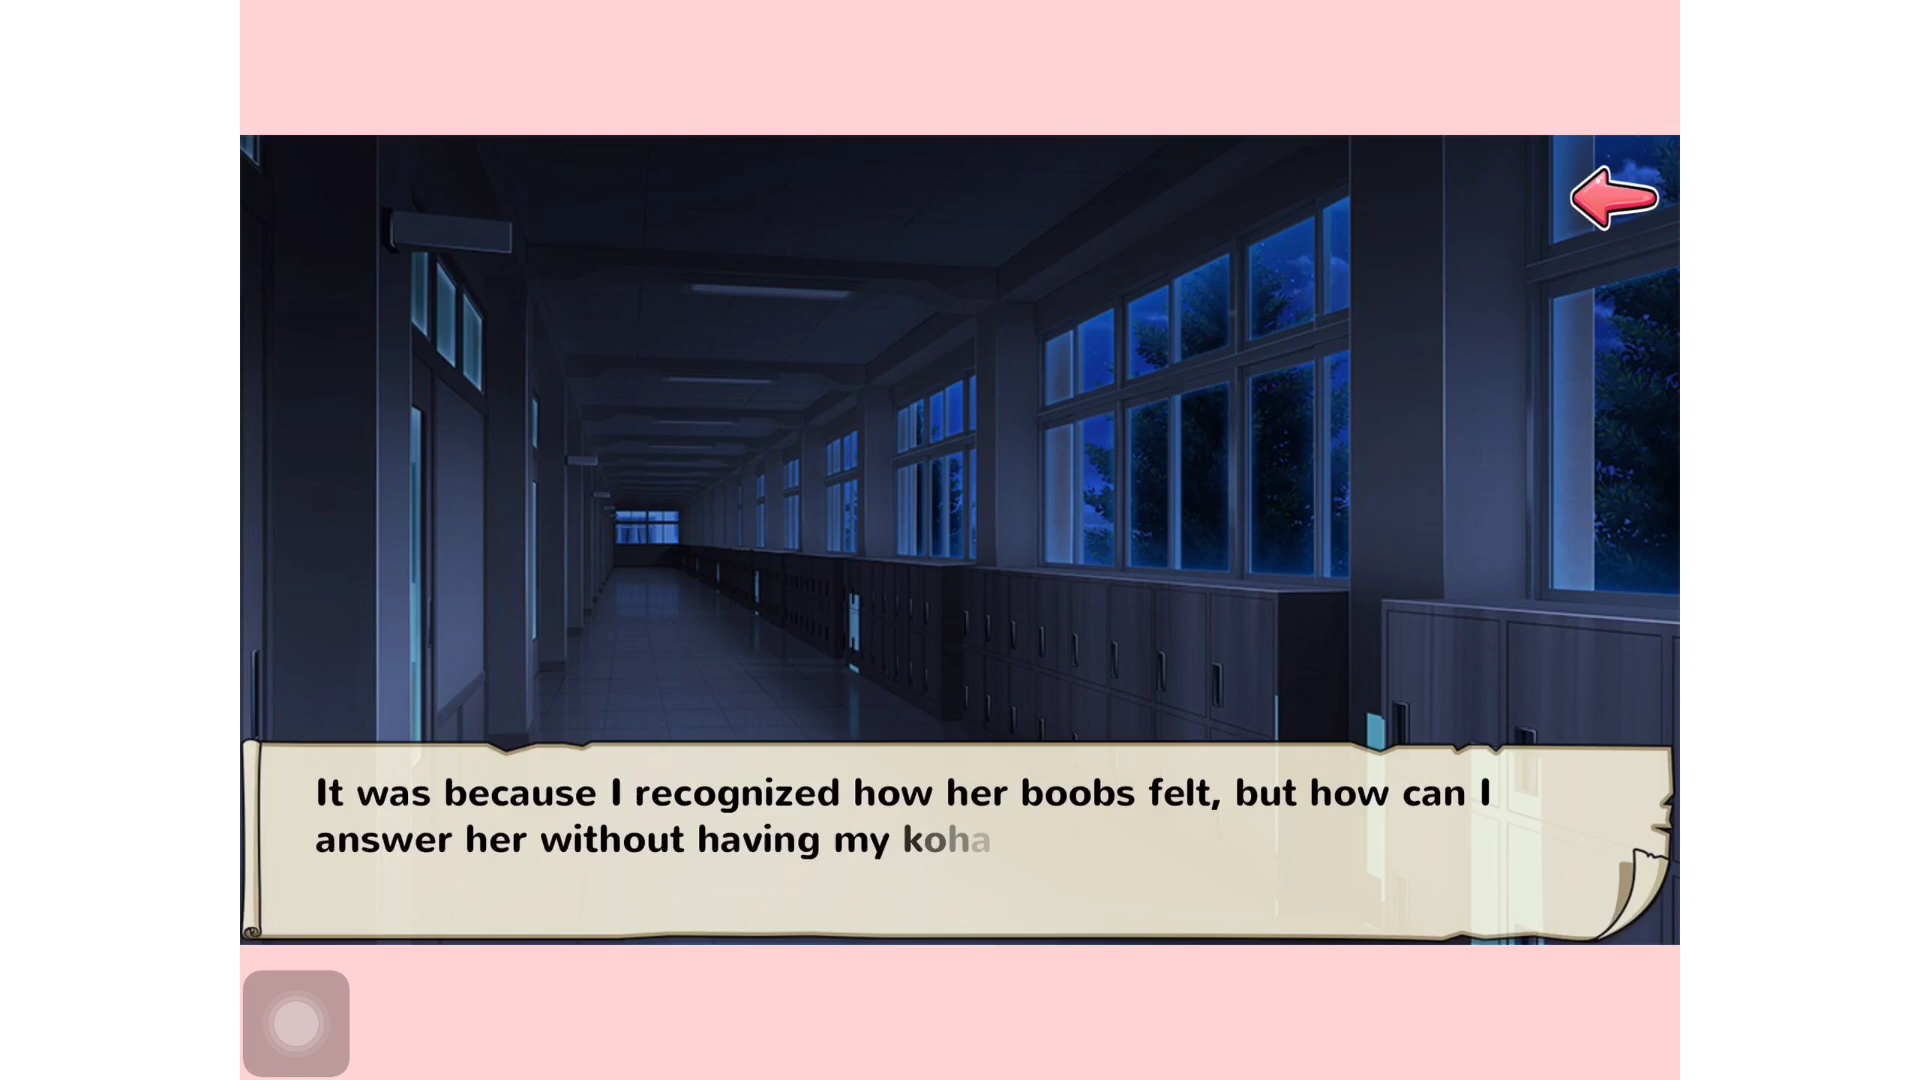 It was because I recognized how her boobs felt, but how can I
answer her without having my koha